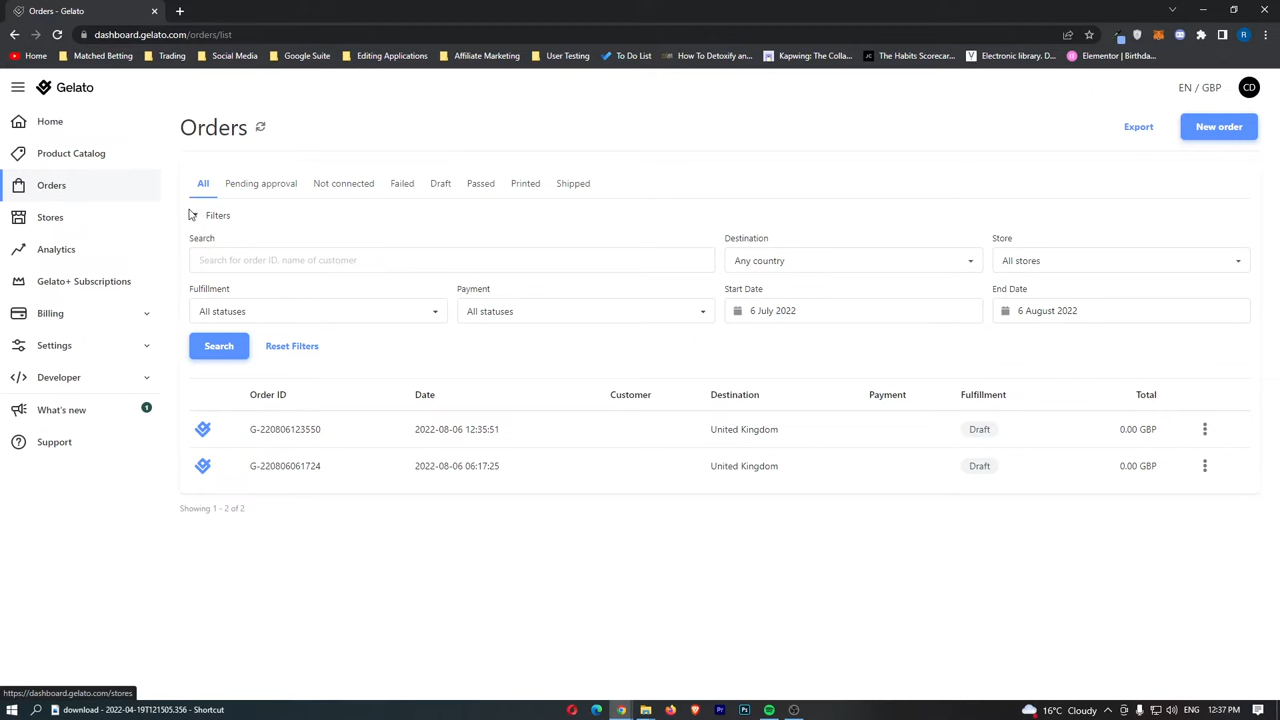 Orders - Gelato
dashboard.gelato.com/orders/list
Home Matched Betting Trading Social Media Google Suite Editing Applications Affiliate Marketing User Testing To Do List How To Detoxify an... Kapwing: The Colla... The Habits Scorecar... Electronic library. D... Elementor | Birthda...
Gelato
EN / GBP CD
Home
Product Catalog
Orders
Stores
Analytics
Gelato+ Subscriptions
Billing
Settings
Developer
What's new 1
Support
Orders
Export New order
All Pending approval Not connected Failed Draft Passed Printed Shipped
Filters
Search Destination Store
Search for order ID, name of customer Any country All stores
Fulfillment Payment Start Date End Date
All statuses All statuses 6 July 2022 6 August 2022
Search Reset Filters
Order ID Date Customer Destination Payment Fulfillment Total
G-220806123550 2022-08-06 12:35:51 United Kingdom Draft 0.00 GBP
G-220806061724 2022-08-06 06:17:25 United Kingdom Draft 0.00 GBP
Showing 1 - 2 of 2
https://dashboard.gelato.com/stores
download - 2022-04-19T121505.356 - Shortcut
16°C Cloudy ENG 12:37 PM